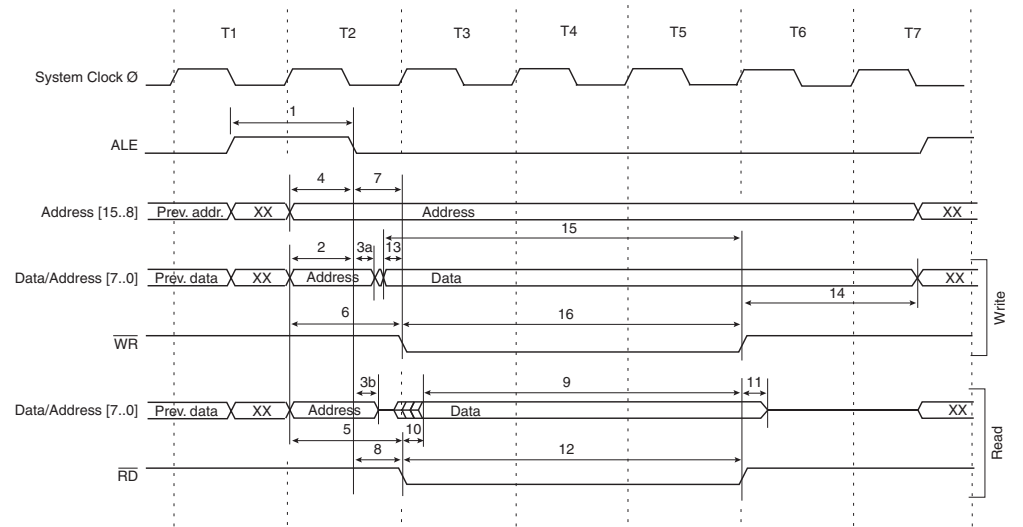 T1 T2 T3 T4 T5 T6 T7
System Clock Ø
1
ALE
4 7
Address [15..8] Prev. addr. XX Address XX
15
2 3a 13
Data/Address [7..0] Prev. data XX Address Data XX
14
6 16
WR
Write
3b 9 11
Data/Address [7..0] Prev. data XX Address Data XX
5 10
8 12
RD
Read